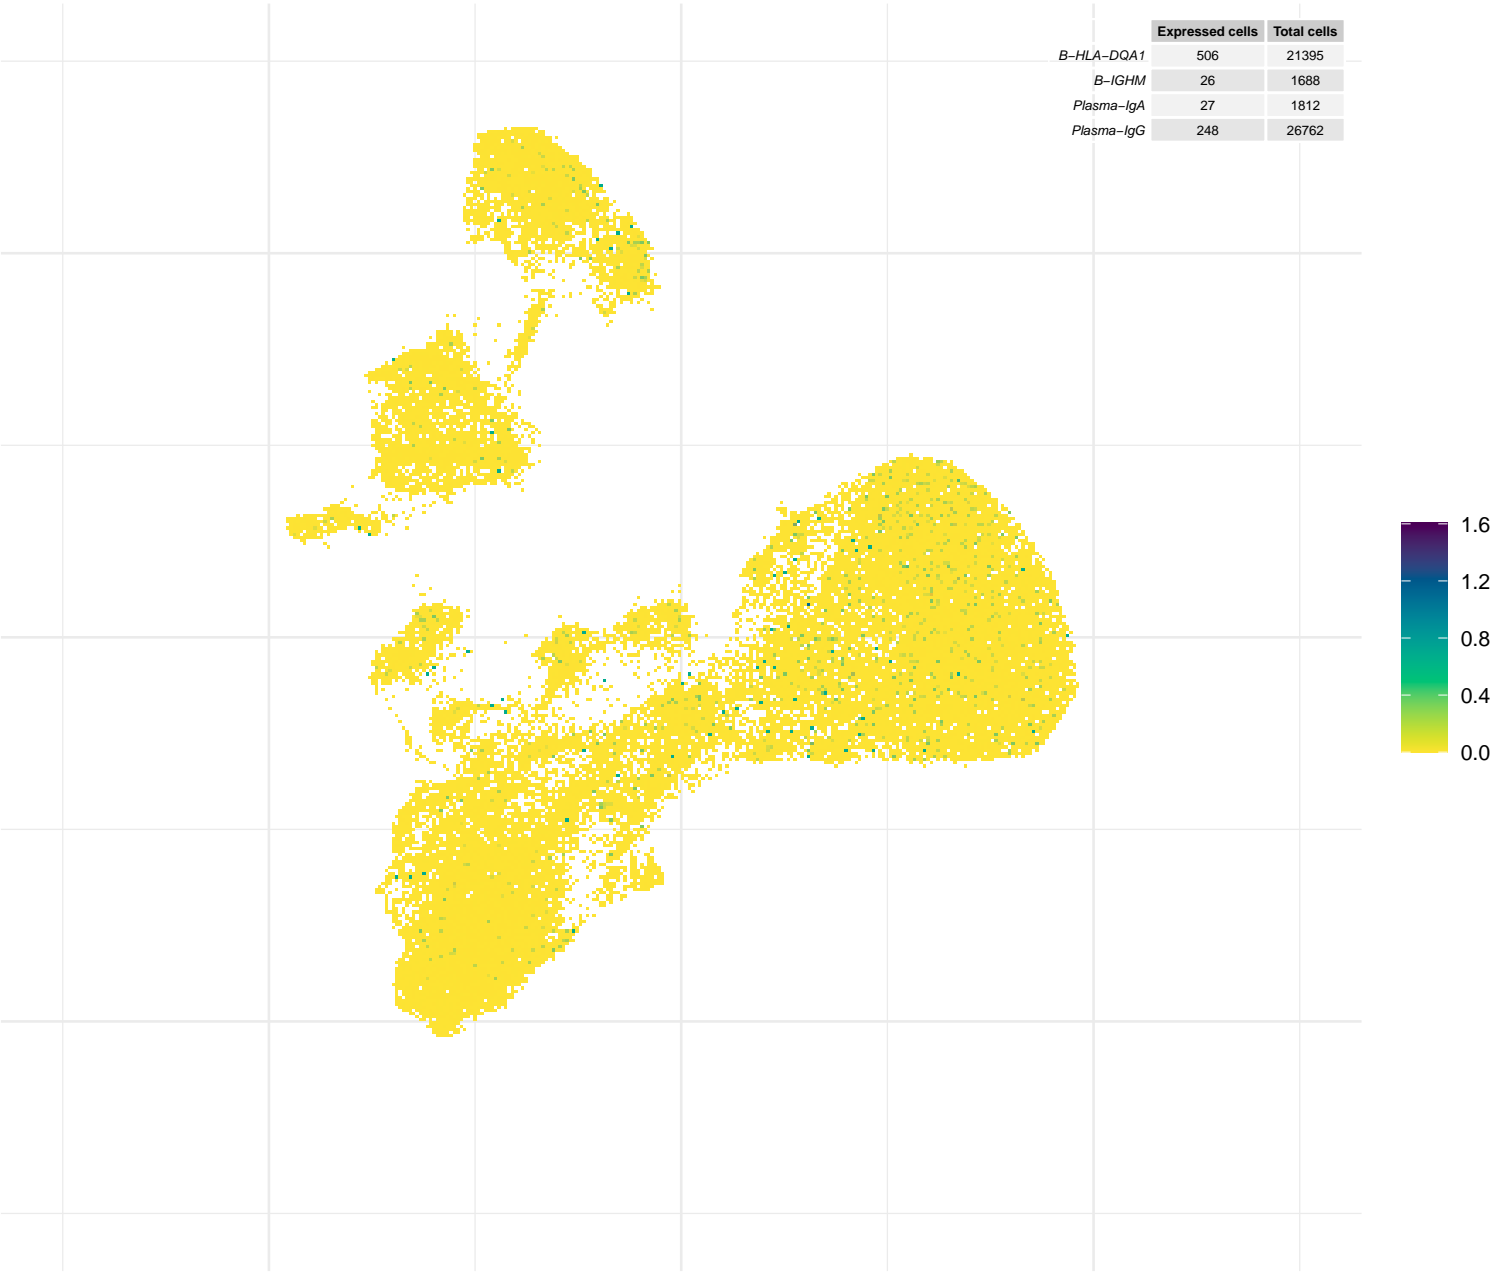 Expressed cells Total cells
B−HLA−DQA1 506 21395
B−IGHM 26 1688
Plasma−IgA 27 1812
Plasma−IgG 248 26762
1.6
1.2
0.8
0.4
0.0